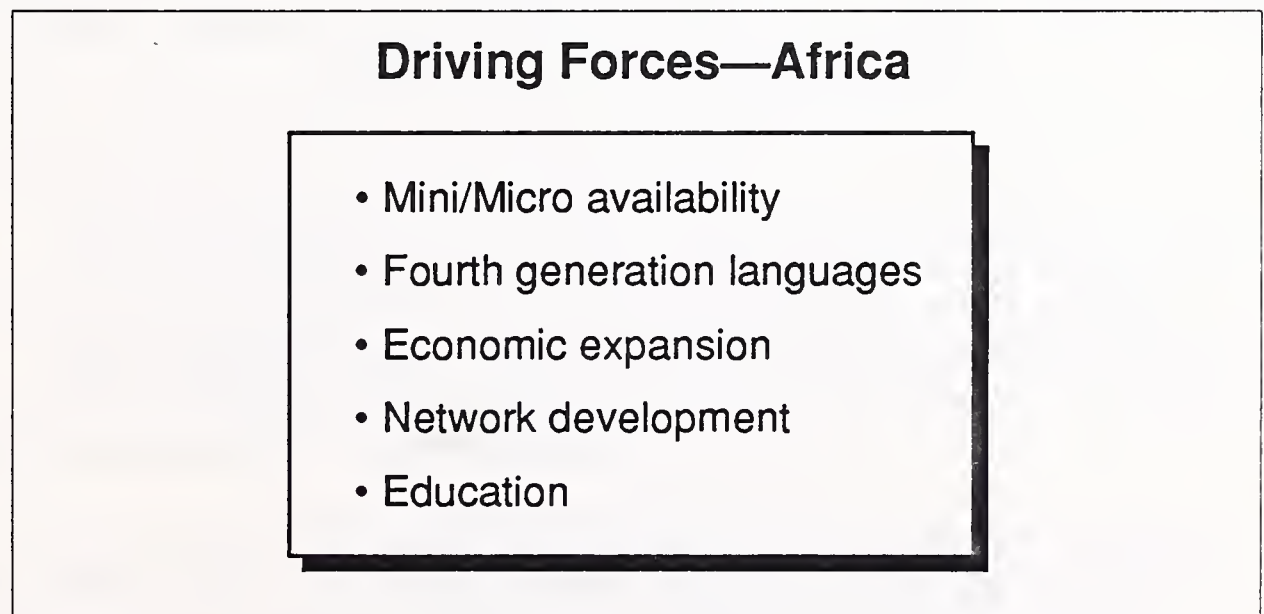 Driving Forces—Africa
• Mini/Micro availability
• Fourth generation languages
• Economic expansion
• Network development
• Education